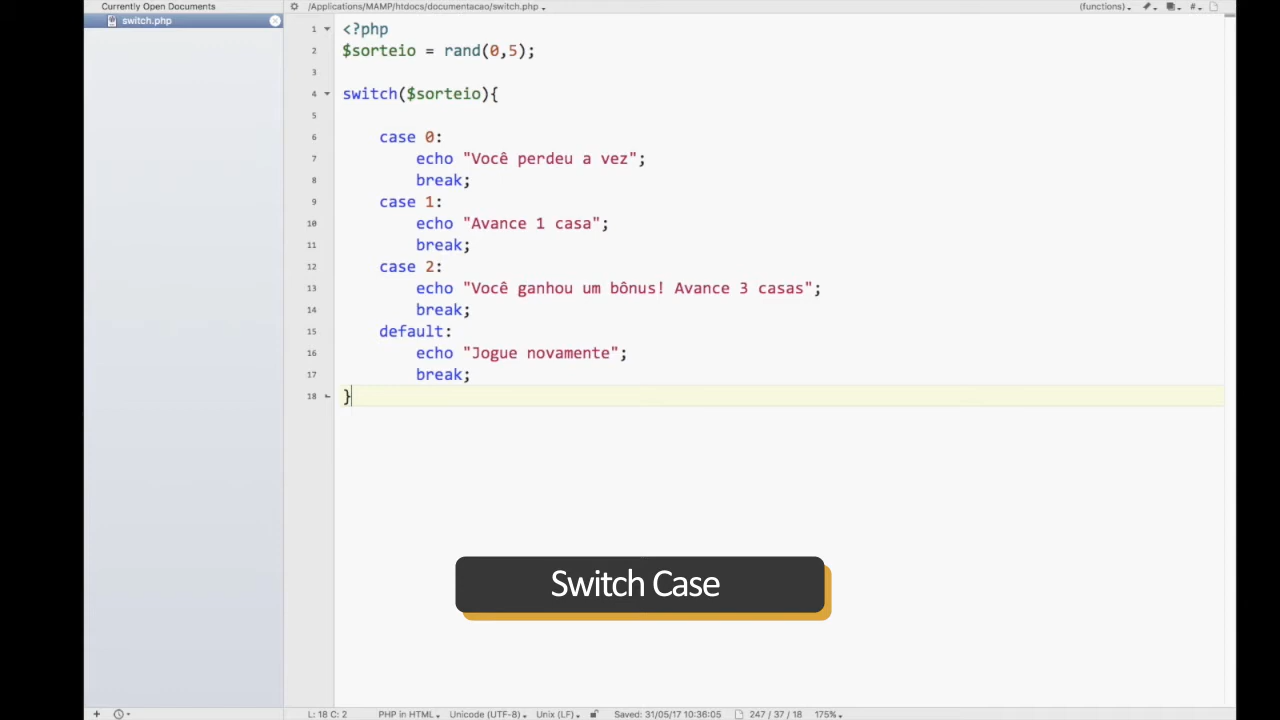 Currently Open Documents
/Applications/MAMP/htdocs/documentacao/switch.php
(functions)
#
switch.php
1 <?php
2 $sorteio = rand(0,5);
3
4 switch($sorteio){
5
6 case 0:
7 echo "Você perdeu a vez";
8 break;
9 case 1:
10 echo "Avance 1 casa";
11 break;
12 case 2:
13 echo "Você ganhou um bônus! Avance 3 casas";
14 break;
15 default:
16 echo "Jogue novamente";
17 break;
18 }
Switch Case
L: 18 C: 2 PHP in HTML Unicode (UTF-8) Unix (LF) Saved: 31/05/17 10:36:05 247 / 37 / 18 175%